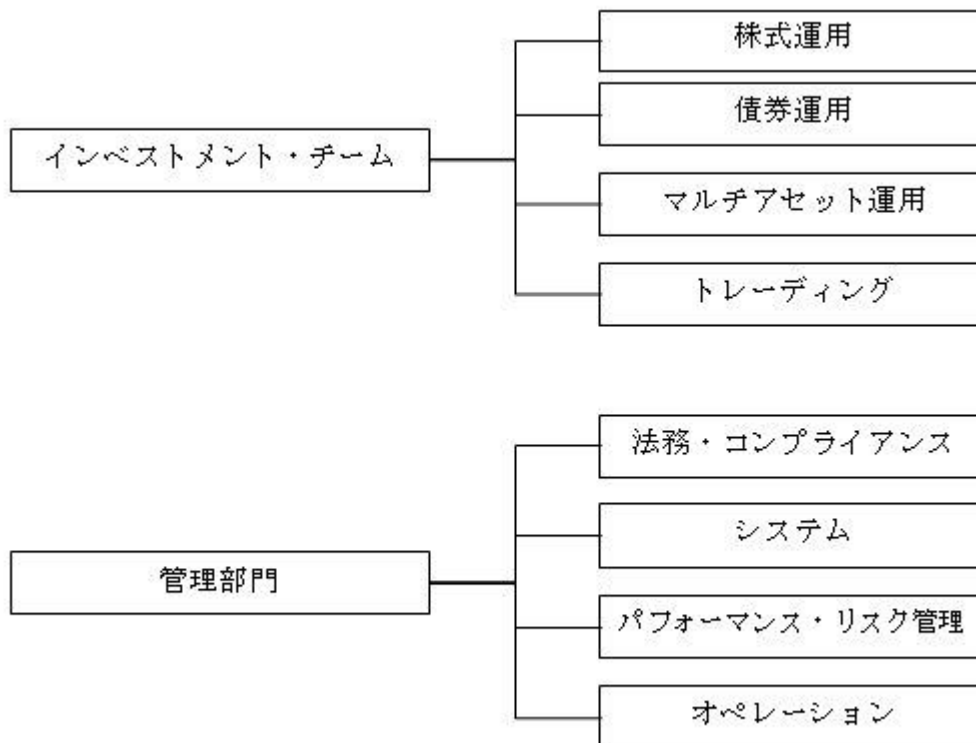 株式運用
債券運用
インベストメント・チーム
マルチアセット運用
トレーディング
法務・コンプライアンス
システム
管理部門
パフォーマンス・リスク管理
オペレーション